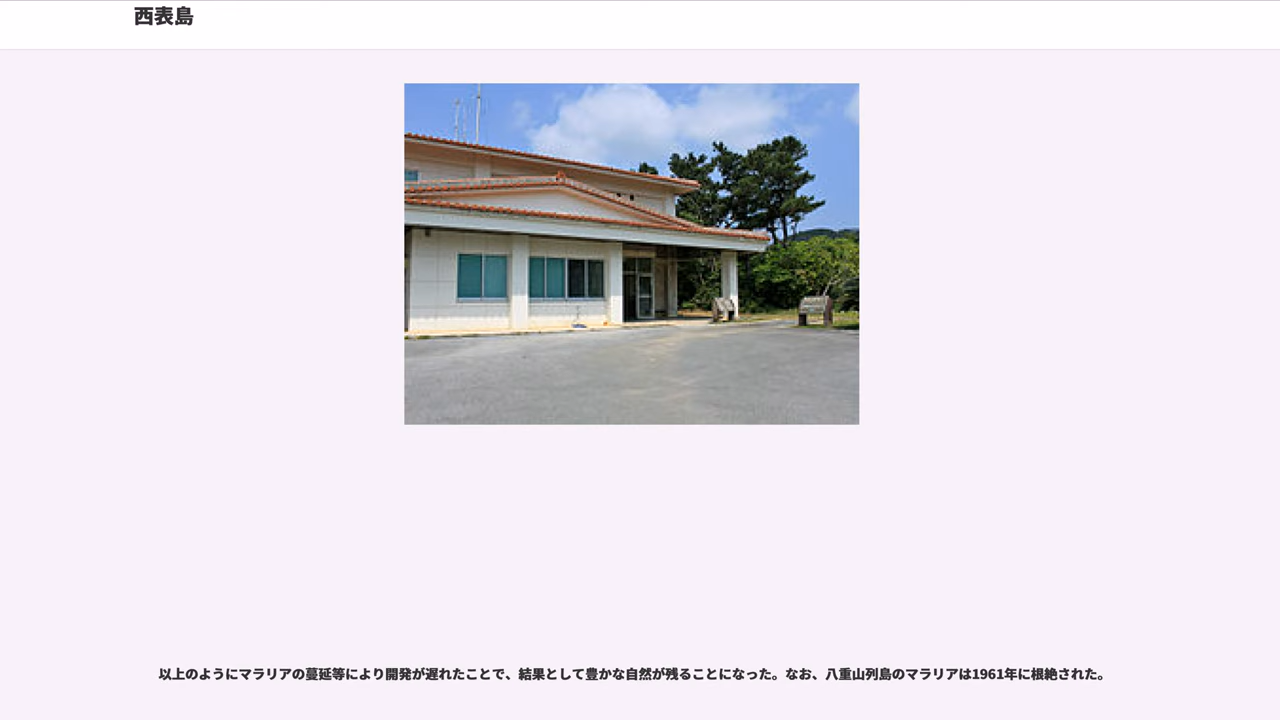 西表島
以上のようにマラリアの蔓延等により開発が遅れたことで、結果として豊かな自然が残ることになった。なお、八重山列島のマラリアは1961年に根絶された。